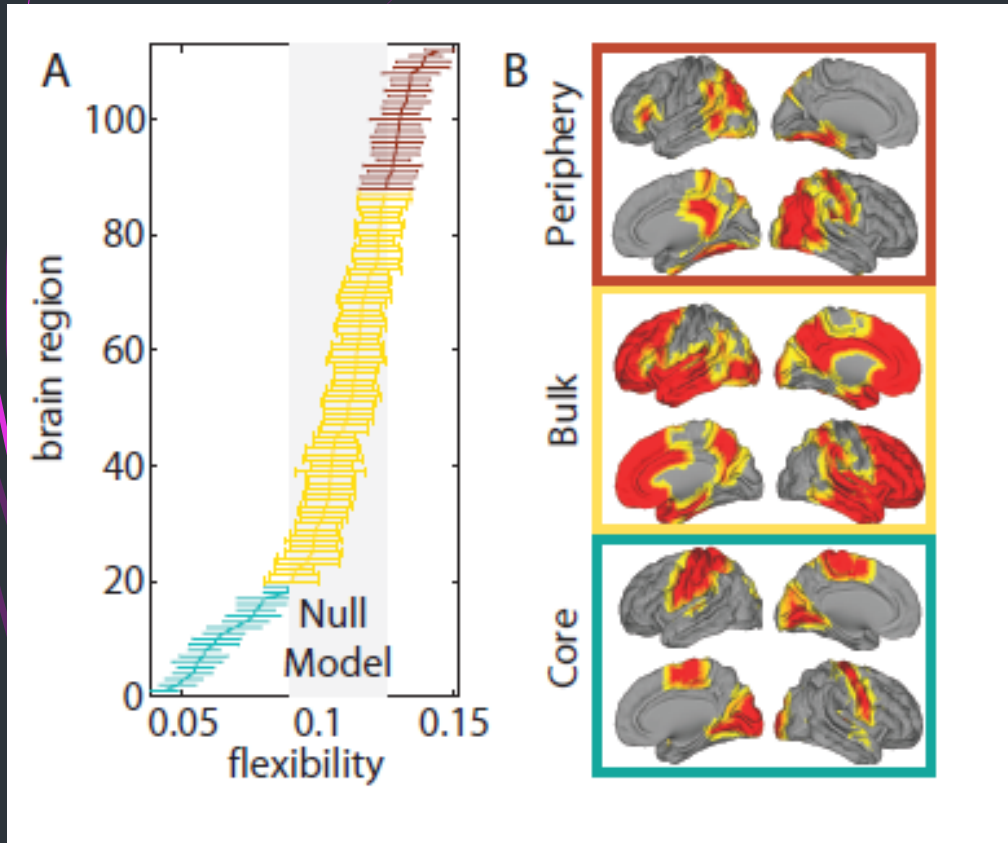 A
100
80
60
40
20
0
brain region
Null
Model
0.05
0.1
0.15
flexibility
B
Periphery
Bulk
Core